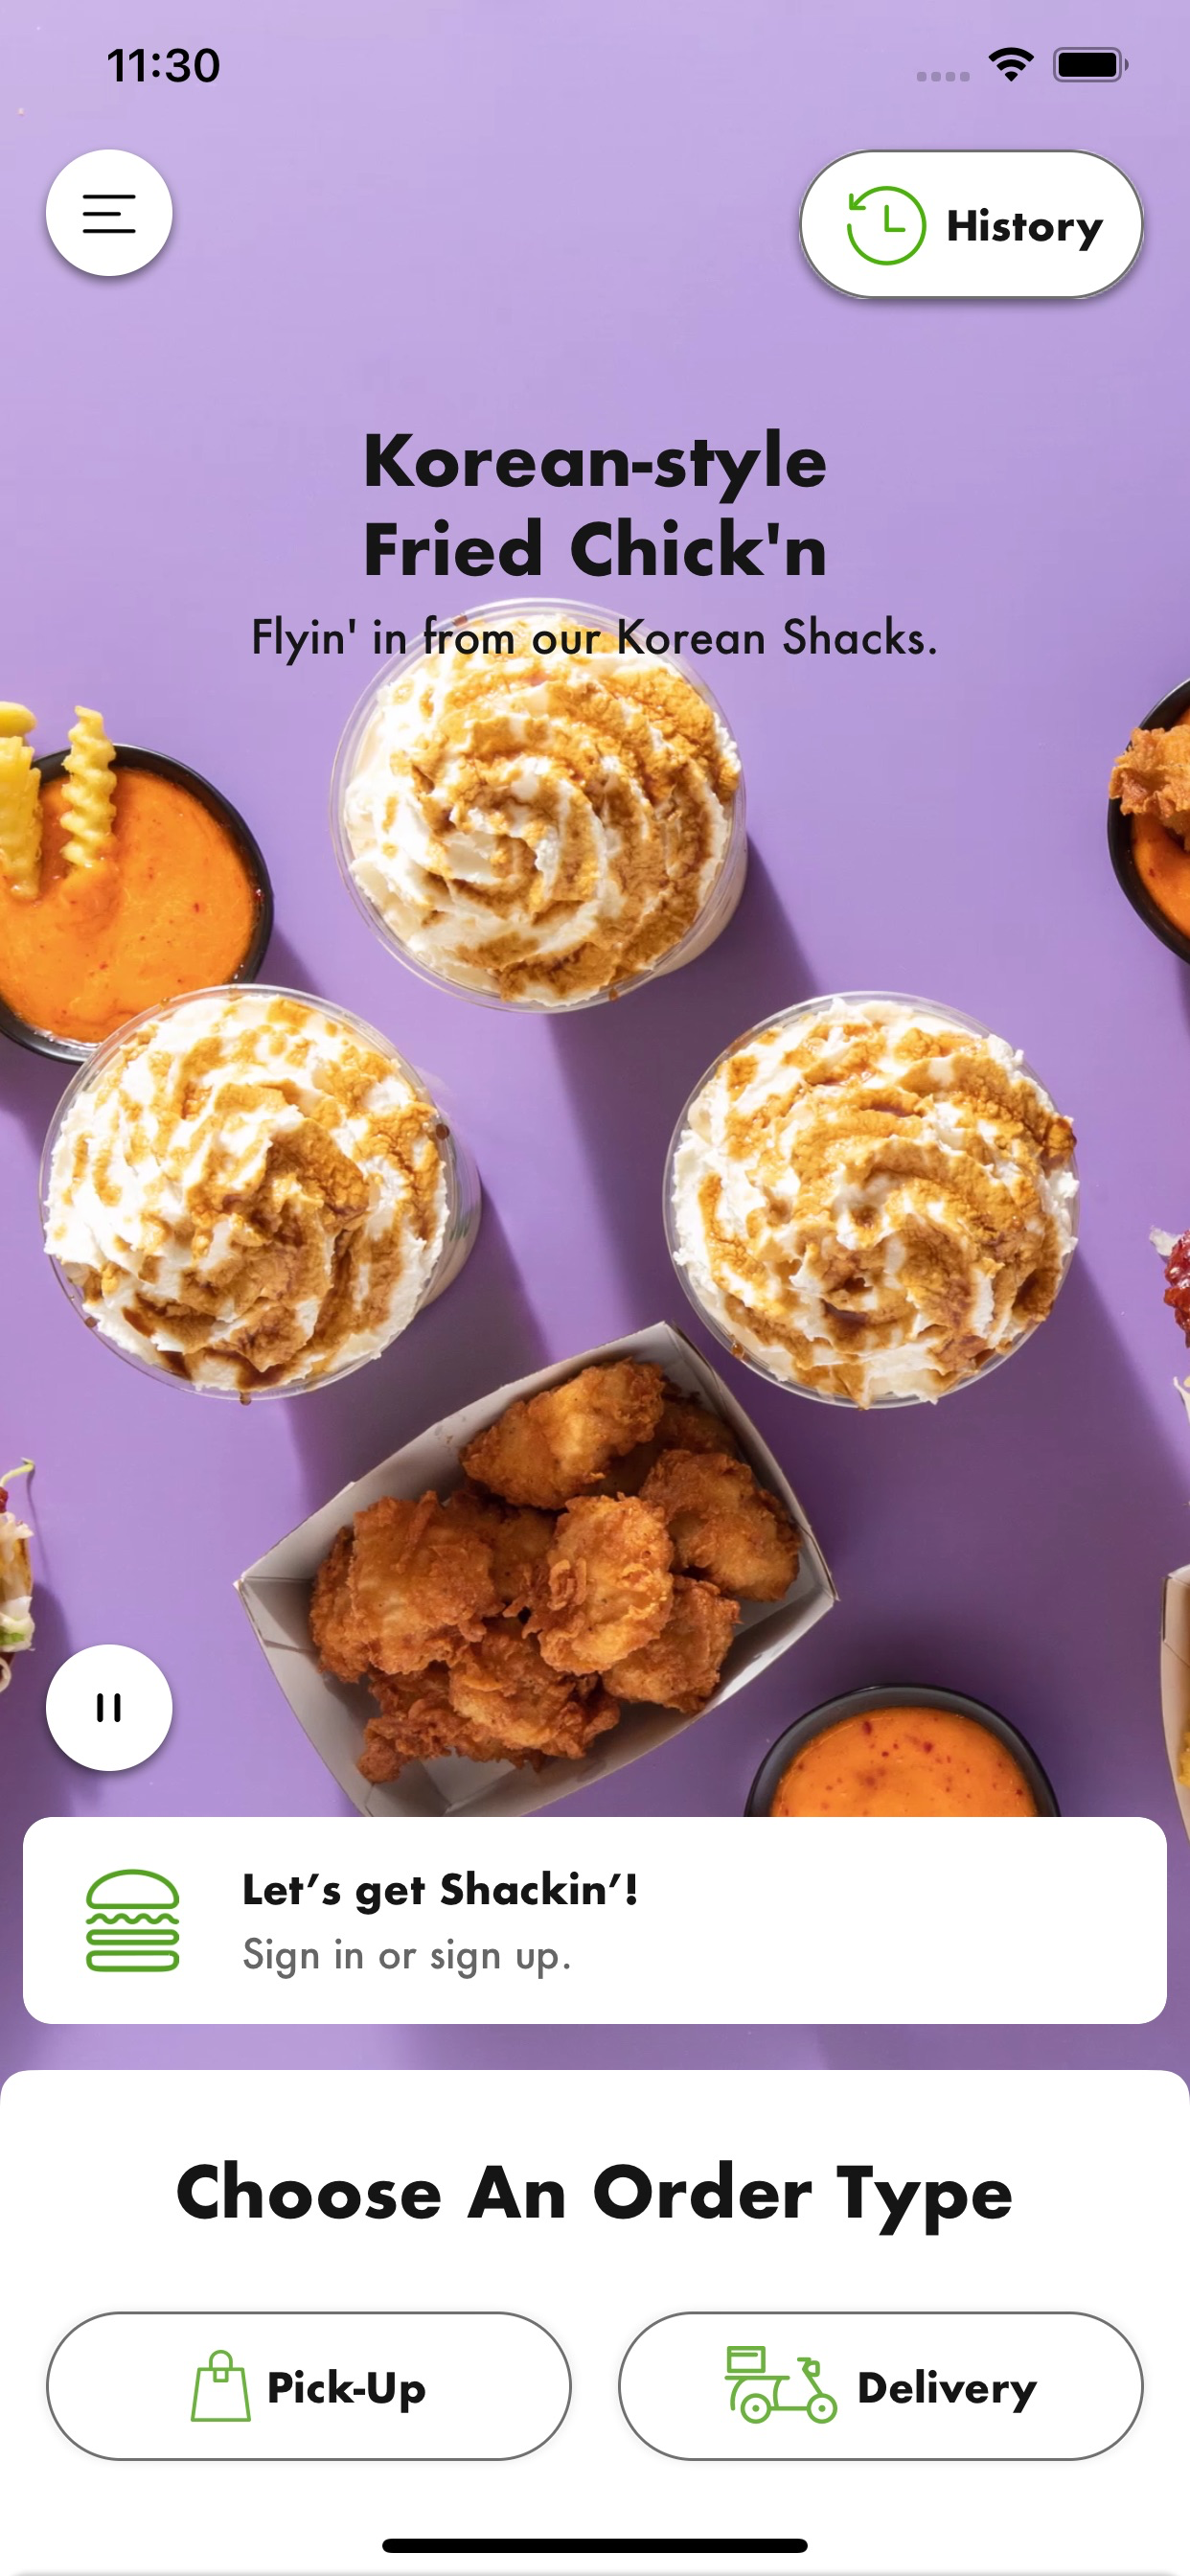 11:30
History
Korean-style
Fried Chick'n
Flyin' in from our Korean Shacks.
Let’s get Shackin’!
Sign in or sign up.
Choose An Order Type
Pick-Up
Delivery